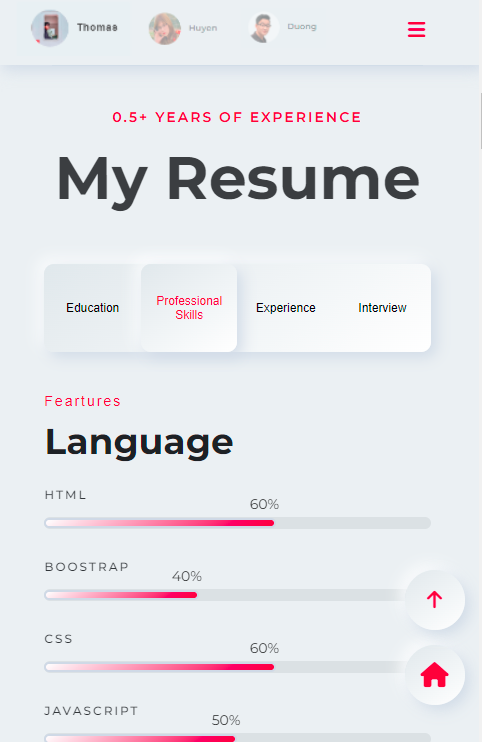 Thomas Huyen Duong
0.5+ YEARS OF EXPERIENCE
My Resume
Education
Professional
Skills
Experience
Interview
Feartures
Language
HTML
60%
BOOSTRAP
40%
CSS
60%
JAVASCRIPT
50%